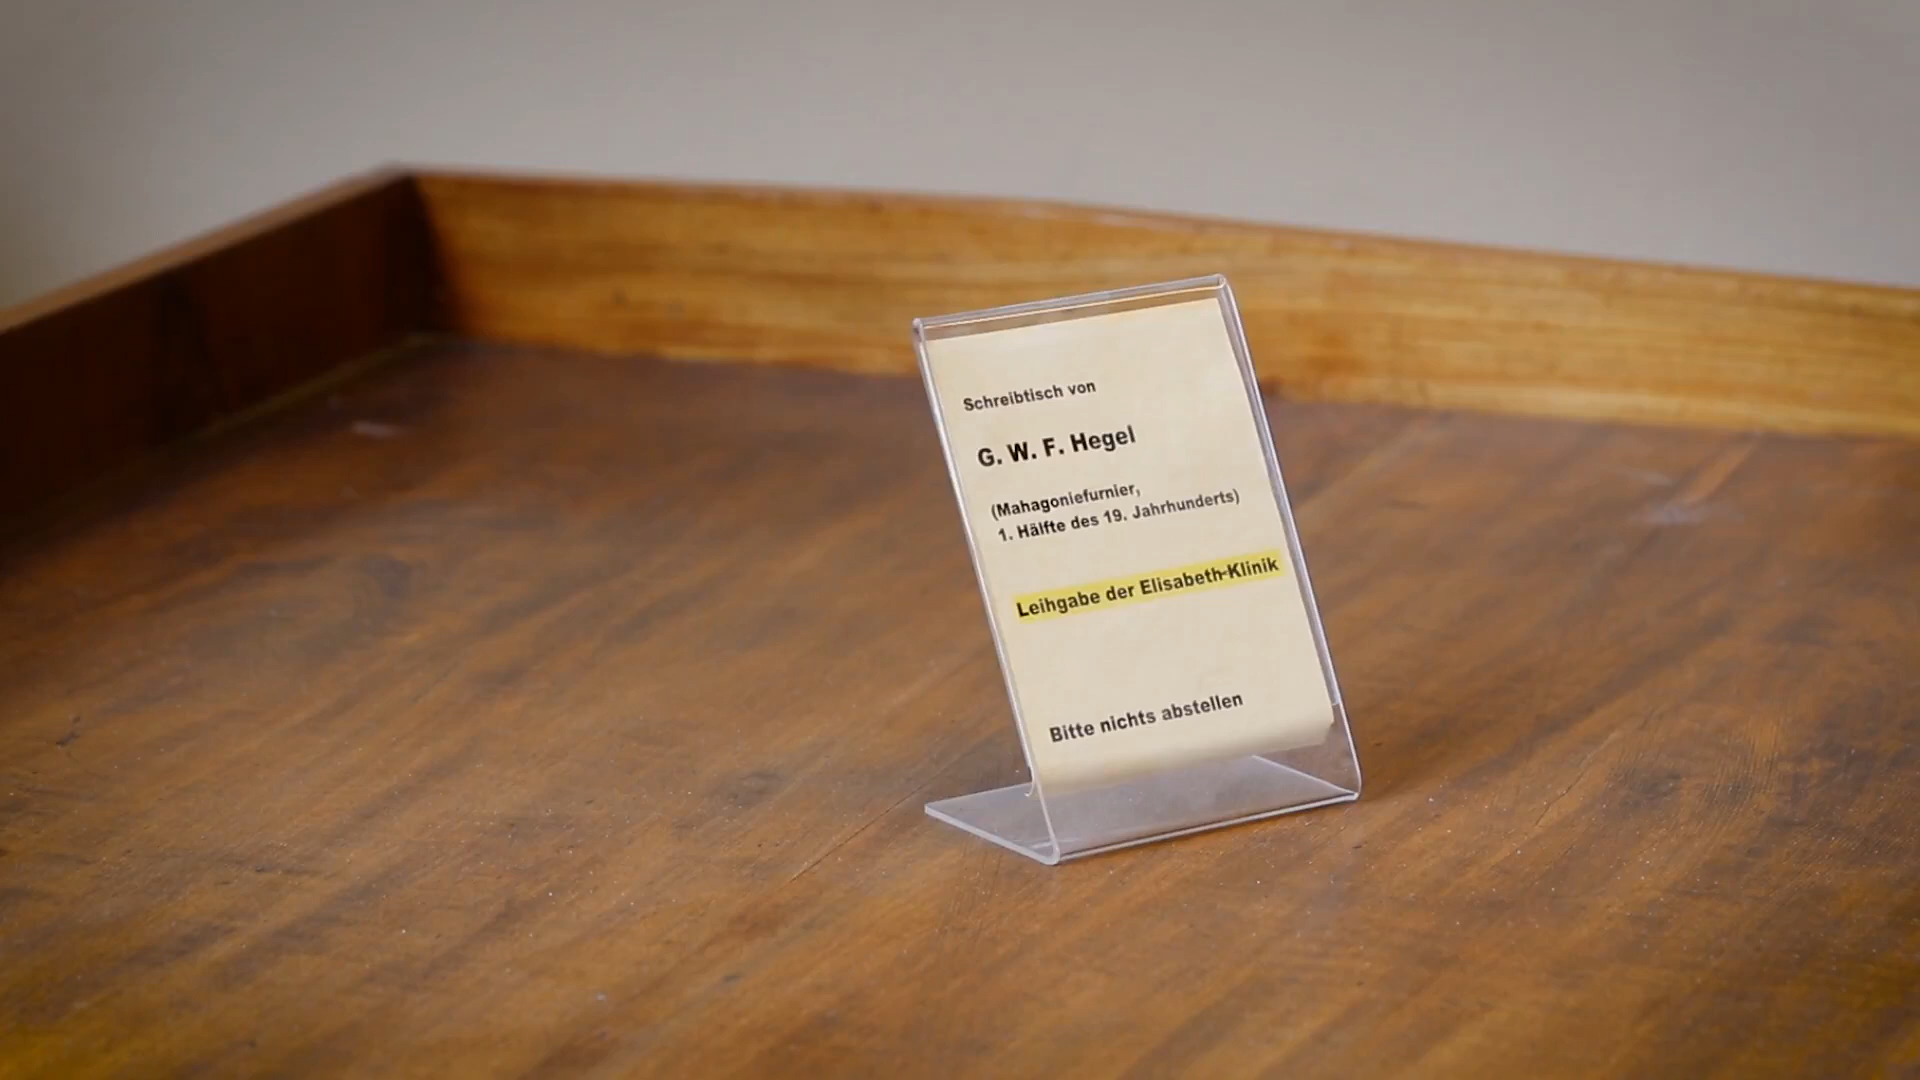 Schreibtisch von
G. W. F. Hegel
(Mahagoniefurnier,
1. Hälfte des 19. Jahrhunderts)
Leihgabe der Elisabeth-Klinik
Bitte nichts abstellen